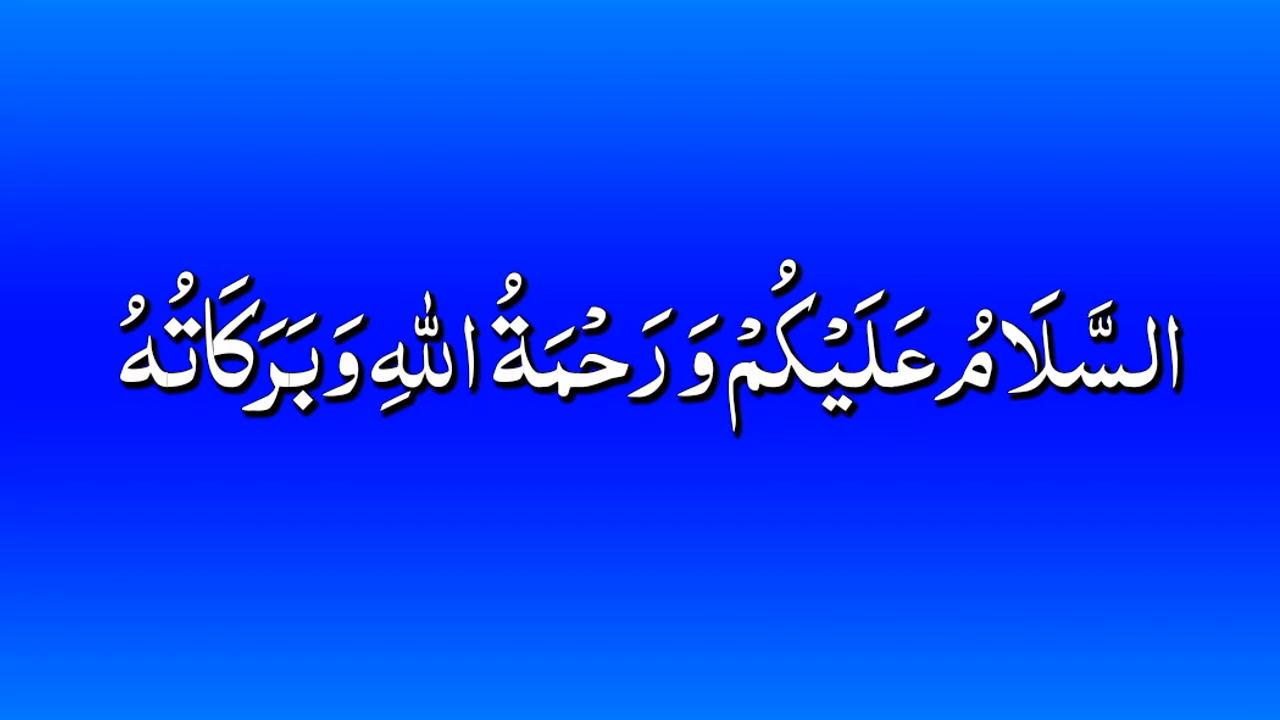 السَّلَامُ عَلَيْكُمْ وَرَحْمَةُ اللهِ وَبَرَكَاتُهُ